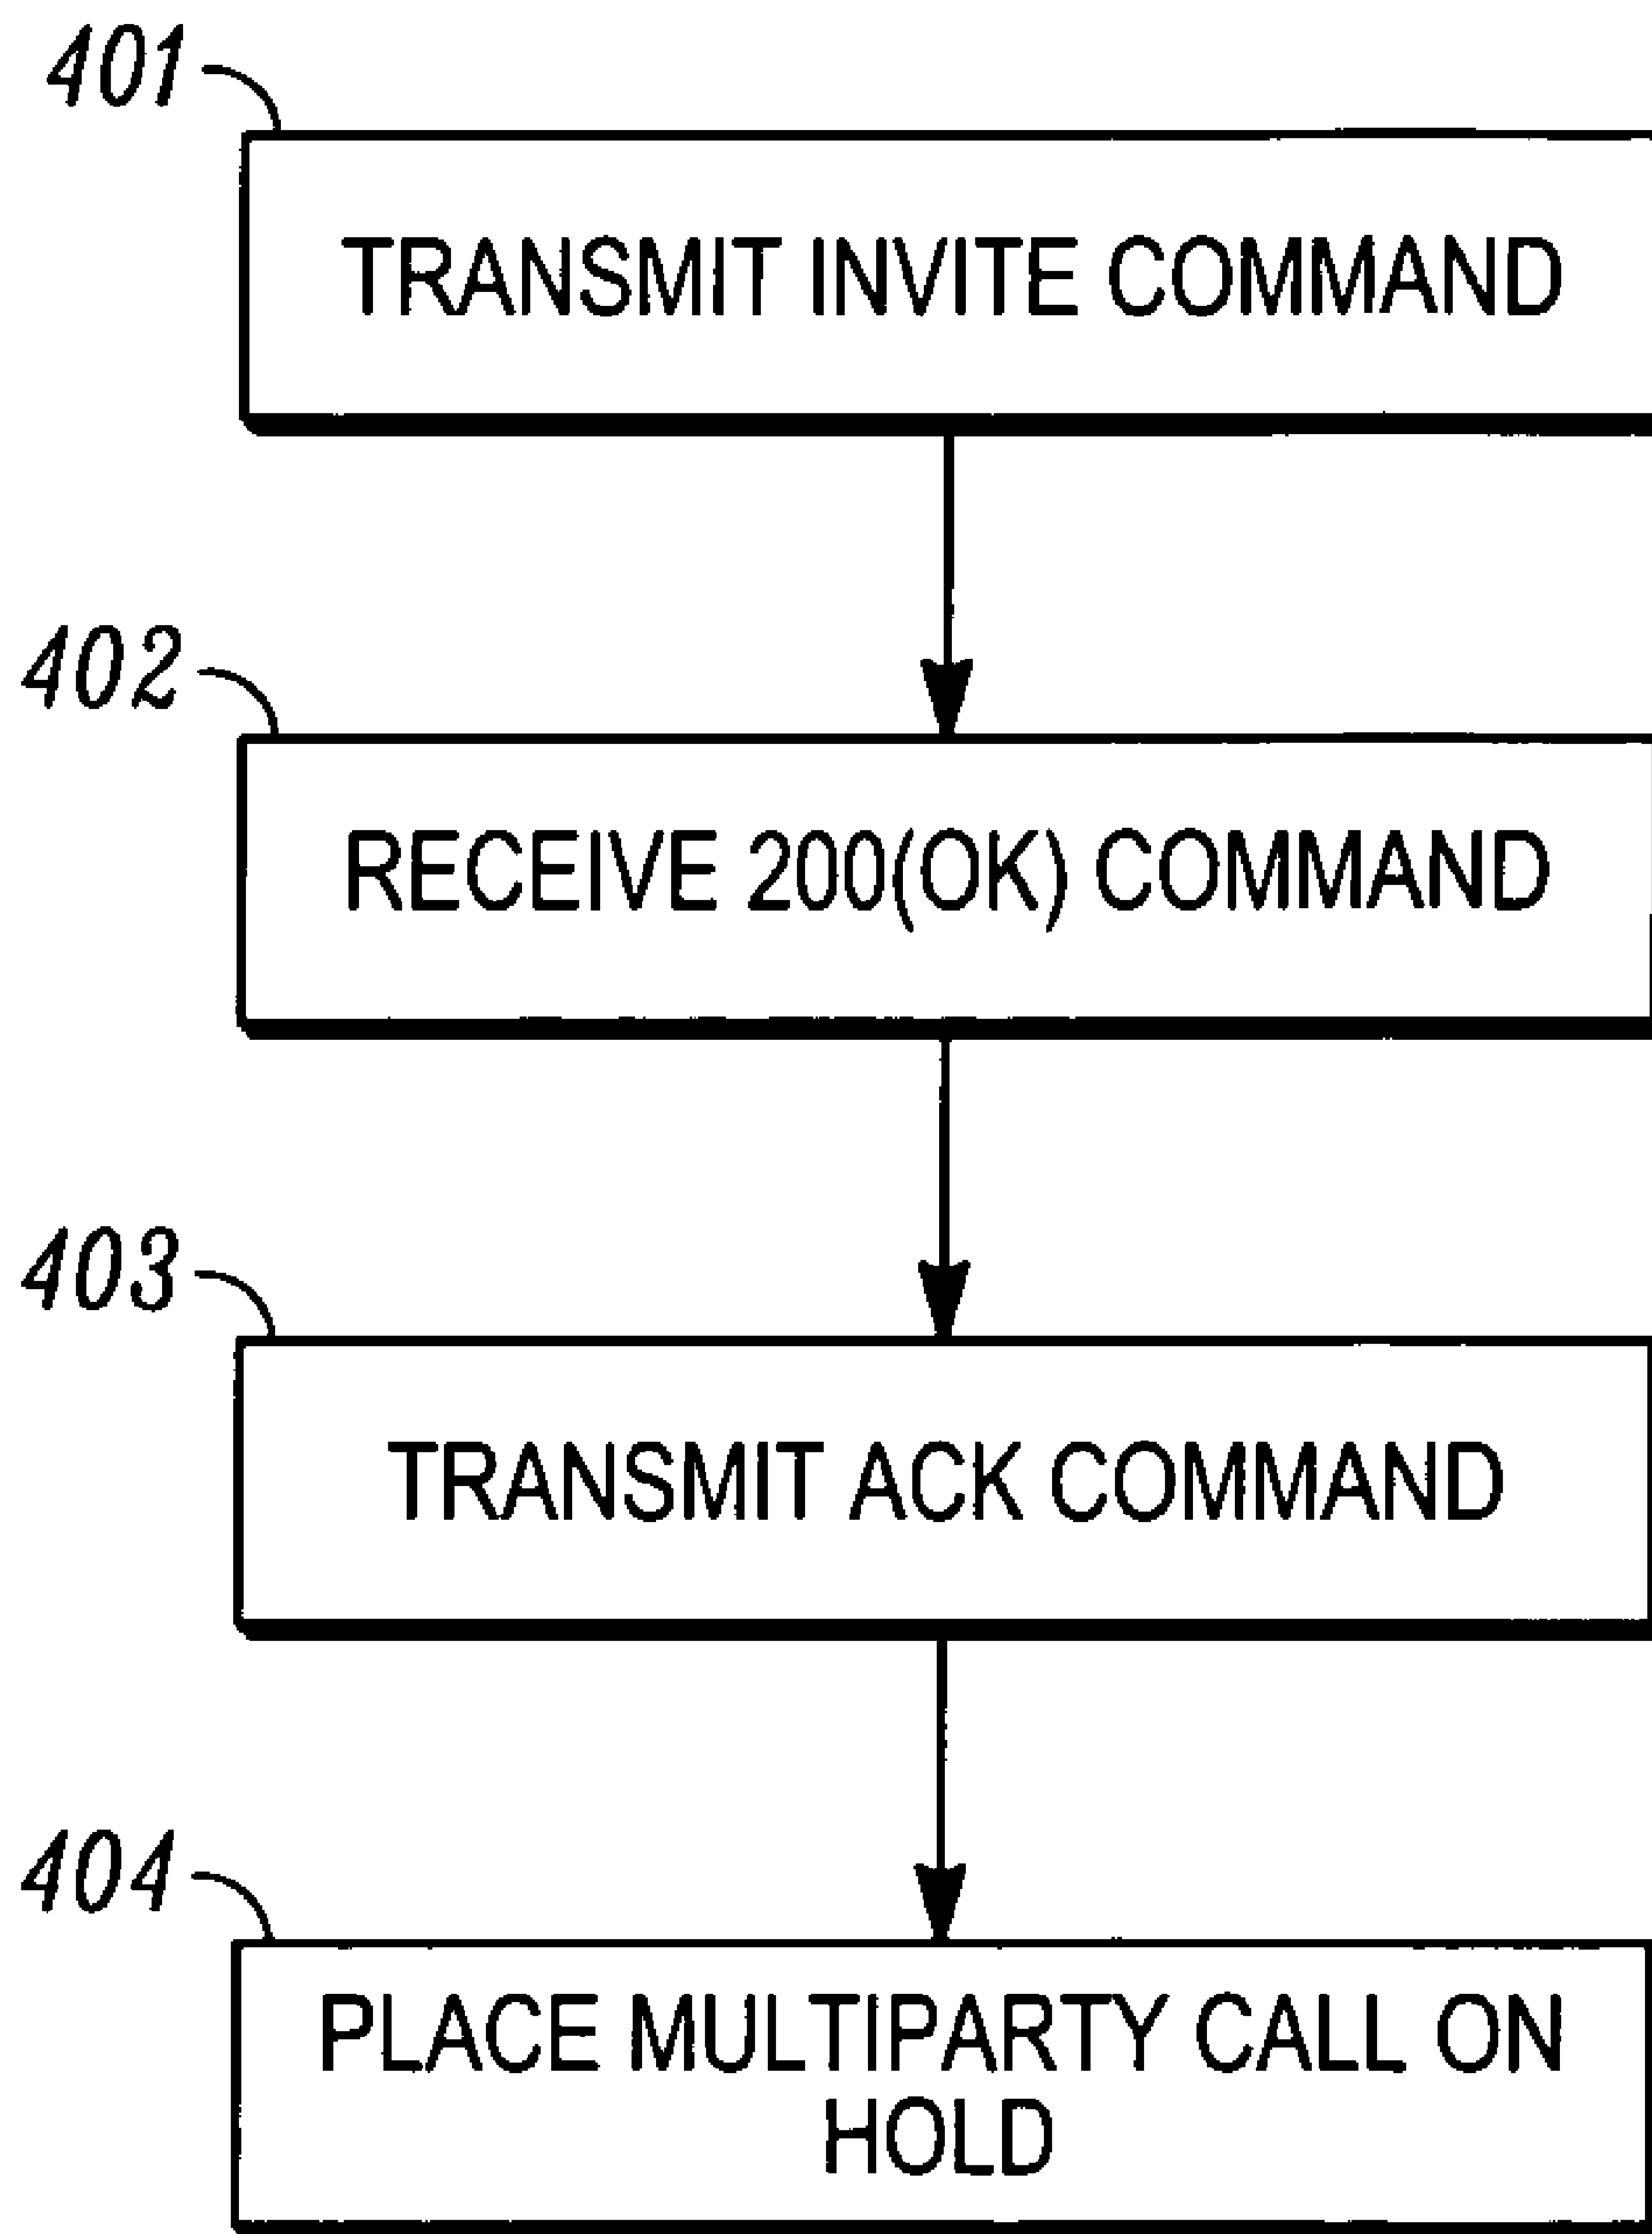 401
TRANSMIT INVITE COMMAND
402
RECEIVE 200(OK) COMMAND
403
TRANSMIT ACK COMMAND
404
PLACE MULTIPARTY CALL ON
HOLD